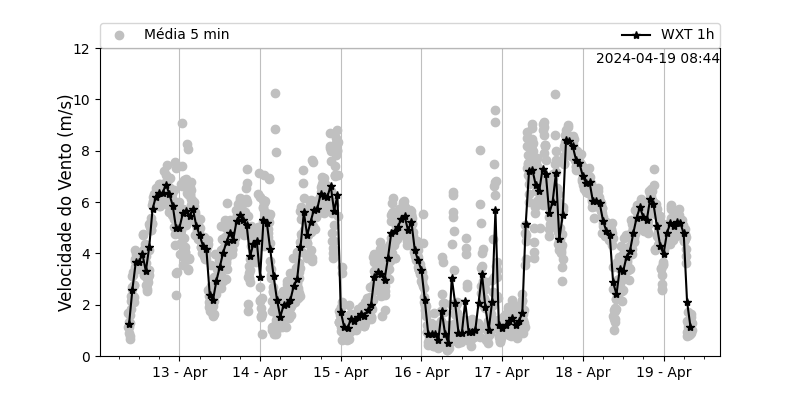 Média 5 min
WXT 1h
2024-04-19 08:44
Velocidade do Vento (m/s)
12
10
8
6
4
2
0
13 - Apr
14 - Apr
15 - Apr
16 - Apr
17 - Apr
18 - Apr
19 - Apr